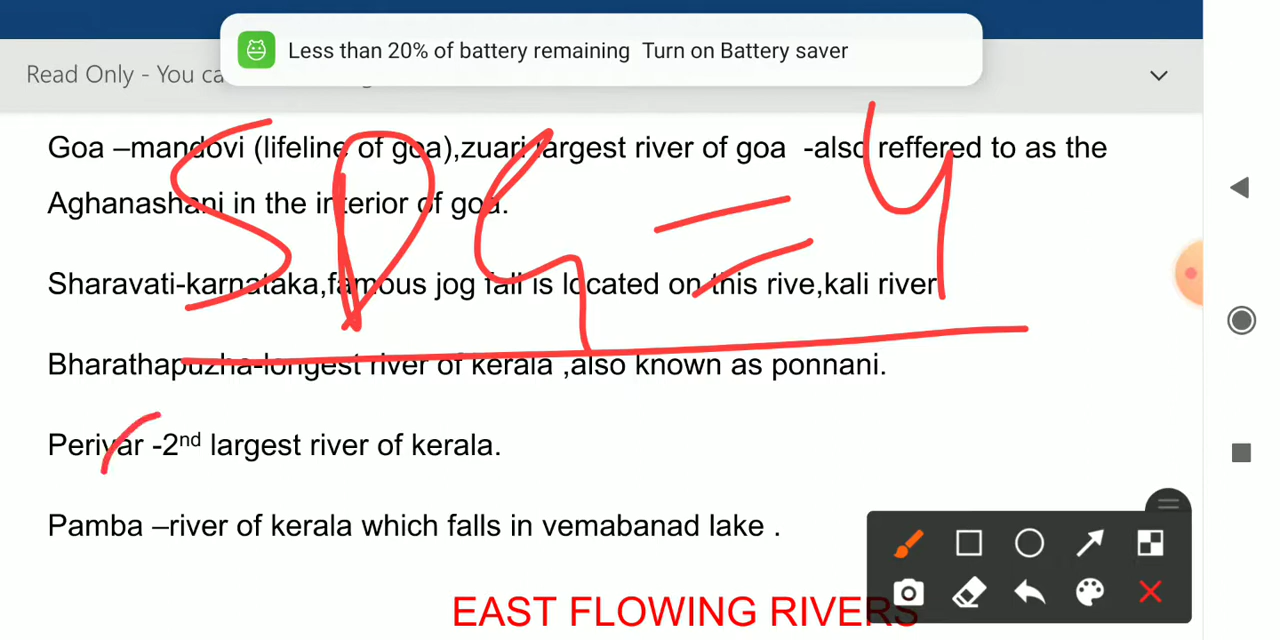 Less than 20% of battery remaining Turn on Battery saver
Read Only - You ca
Goa –mandovi (lifeline of goa),zuari largest river of goa -also reffered to as the
Aghanashani in the interior of goa.
Sharavati-karnataka,famous jog fall is located on this rive,kali river
Bharathapuzha-longest river of kerala ,also known as ponnani.
Periyar -2nd largest river of kerala.
Pamba –river of kerala which falls in vemabanad lake .
EAST FLOWING RIVERS